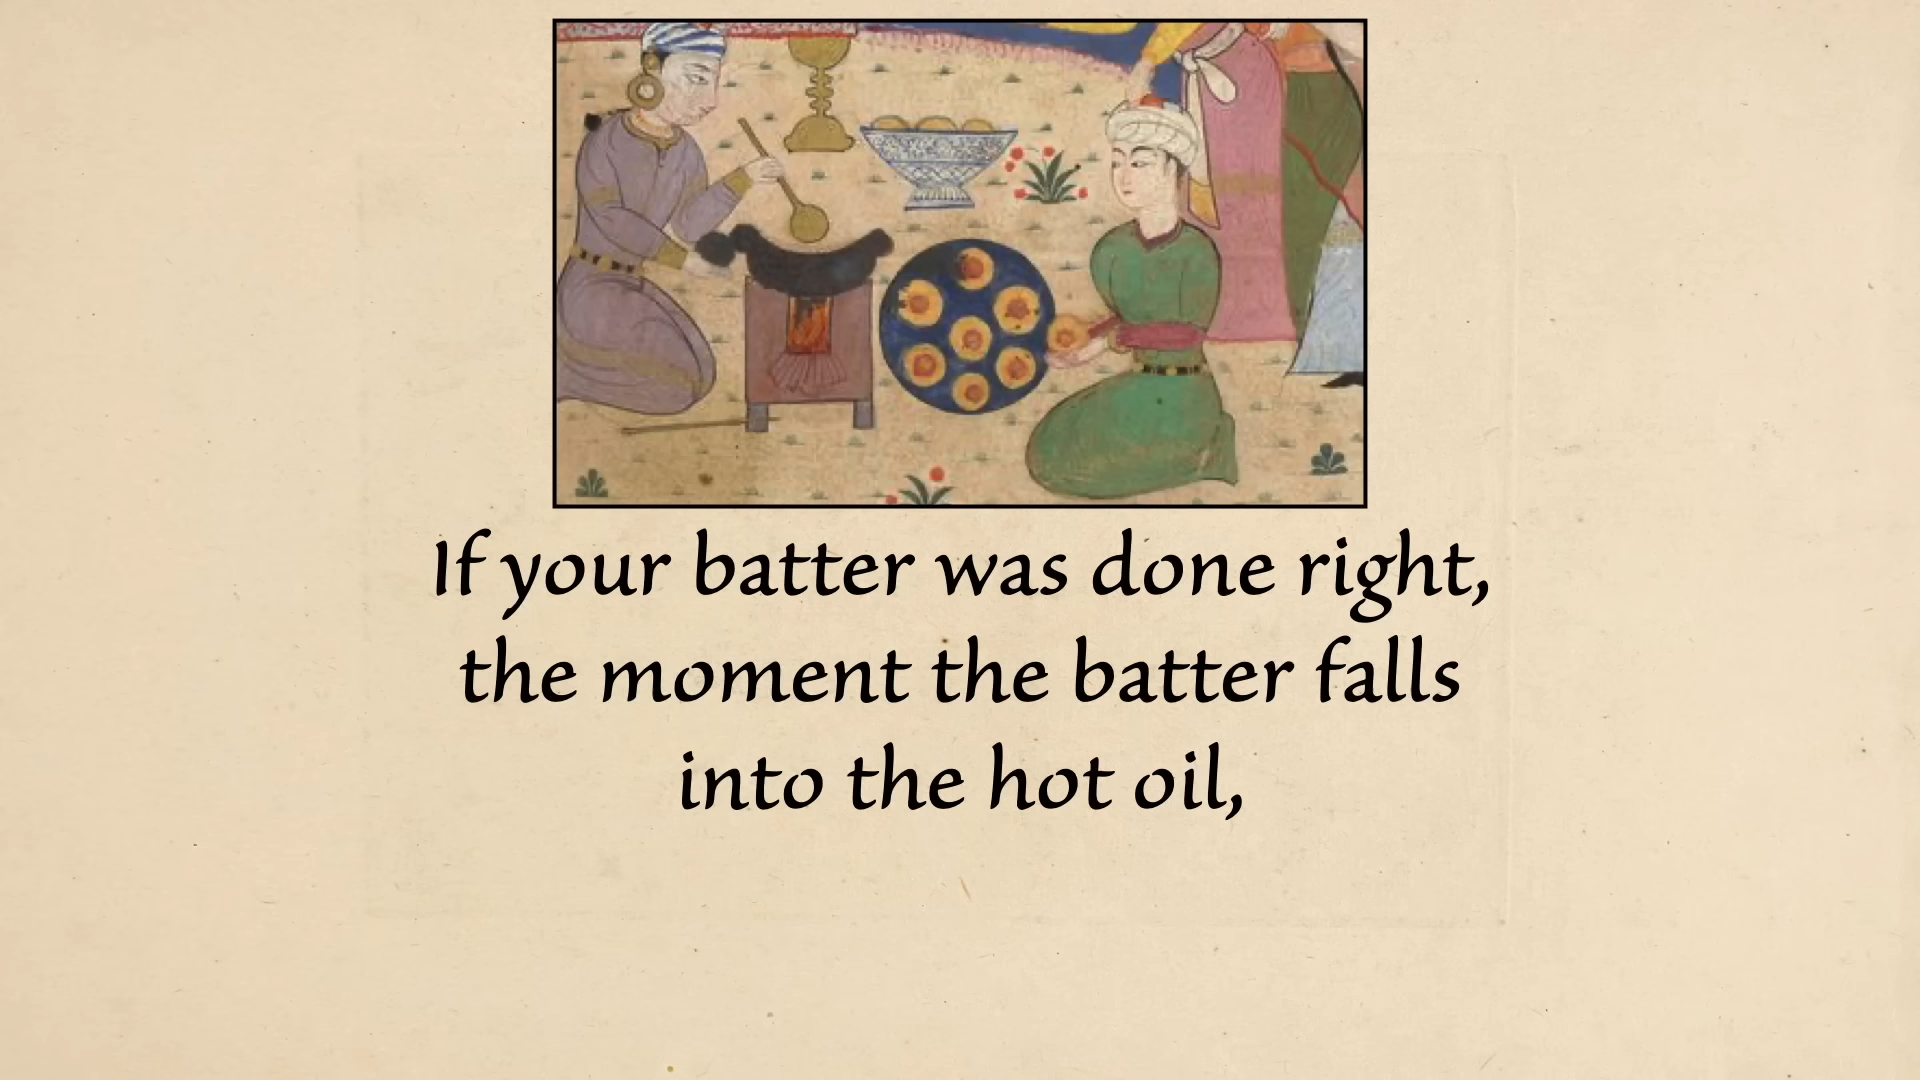 If your batter was done right,
the moment the batter falls
into the hot oil,